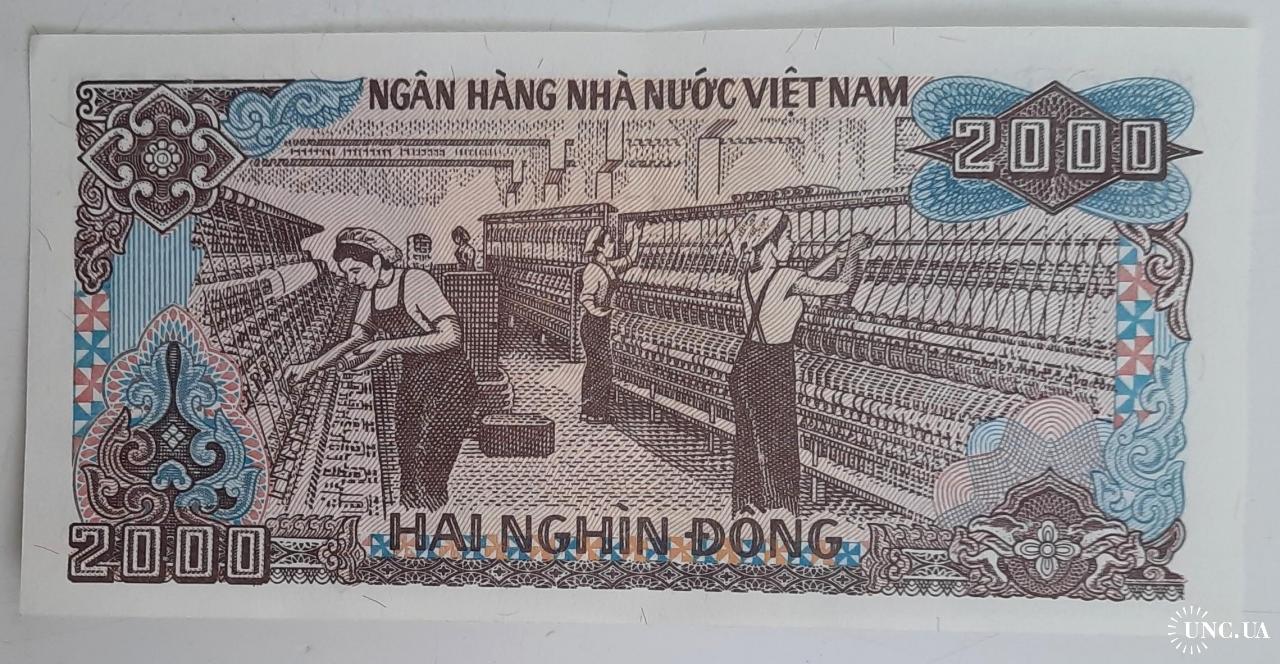 NGÂN HÀNG NHÀ NƯỚC VIỆT NAM
2000
2000
HAI NGHÌN ĐỒNG
UNC.UA